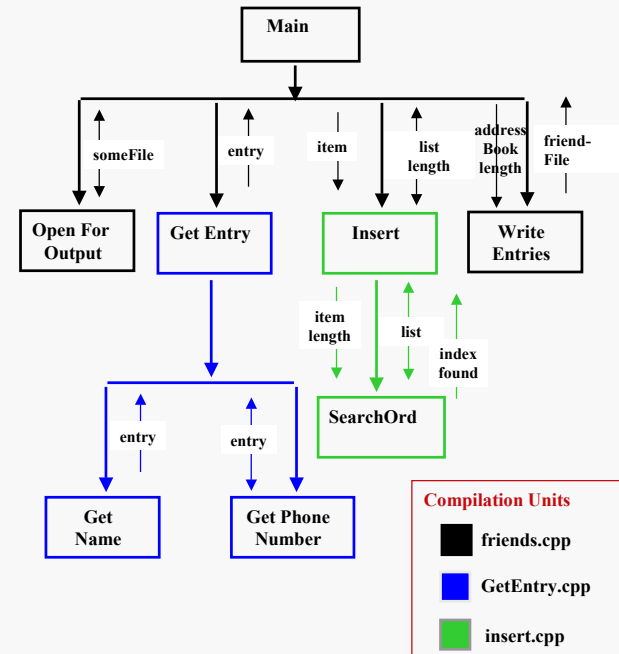 Main
someFile
entry
item
list
length
address
Book
length
friend-
File
Open For
Output
Get Entry
Insert
Write
Entries
item
length
list
index
found
entry
entry
SearchOrd
Get
Name
Get Phone
Number
Compilation Units
friends.cpp
GetEntry.cpp
insert.cpp